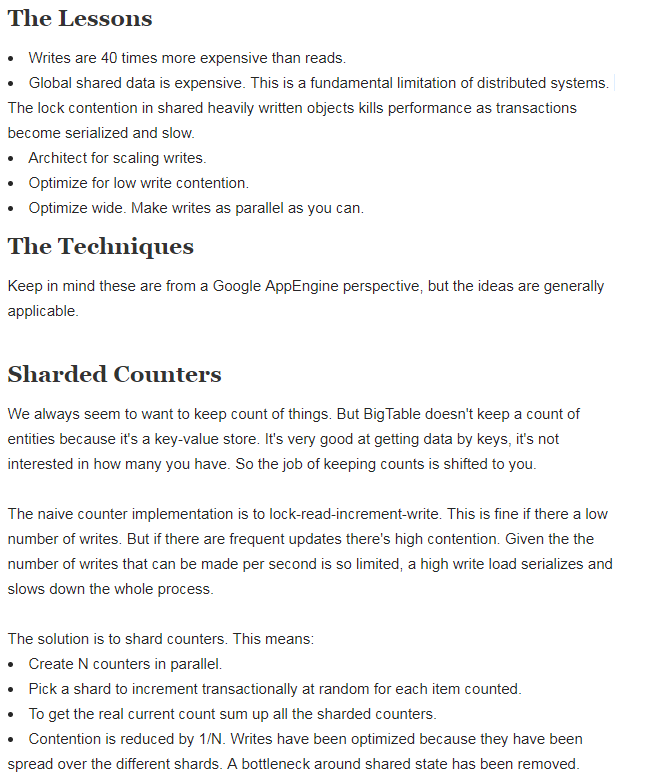 The Lessons
• Writes are 40 times more expensive than reads.
• Global shared data is expensive. This is a fundamental limitation of distributed systems.
The lock contention in shared heavily written objects kills performance as transactions
become serialized and slow.
• Architect for scaling writes.
• Optimize for low write contention.
• Optimize wide. Make writes as parallel as you can.
The Techniques
Keep in mind these are from a Google AppEngine perspective, but the ideas are generally
applicable.
Sharded Counters
We always seem to want to keep count of things. But BigTable doesn't keep a count of
entities because it's a key-value store. It's very good at getting data by keys, it's not
interested in how many you have. So the job of keeping counts is shifted to you.
The naive counter implementation is to lock-read-increment-write. This is fine if there a low
number of writes. But if there are frequent updates there's high contention. Given the the
number of writes that can be made per second is so limited, a high write load serializes and
slows down the whole process.
The solution is to shard counters. This means:
• Create N counters in parallel.
• Pick a shard to increment transactionally at random for each item counted.
• To get the real current count sum up all the sharded counters.
• Contention is reduced by 1/N. Writes have been optimized because they have been
spread over the different shards. A bottleneck around shared state has been removed.